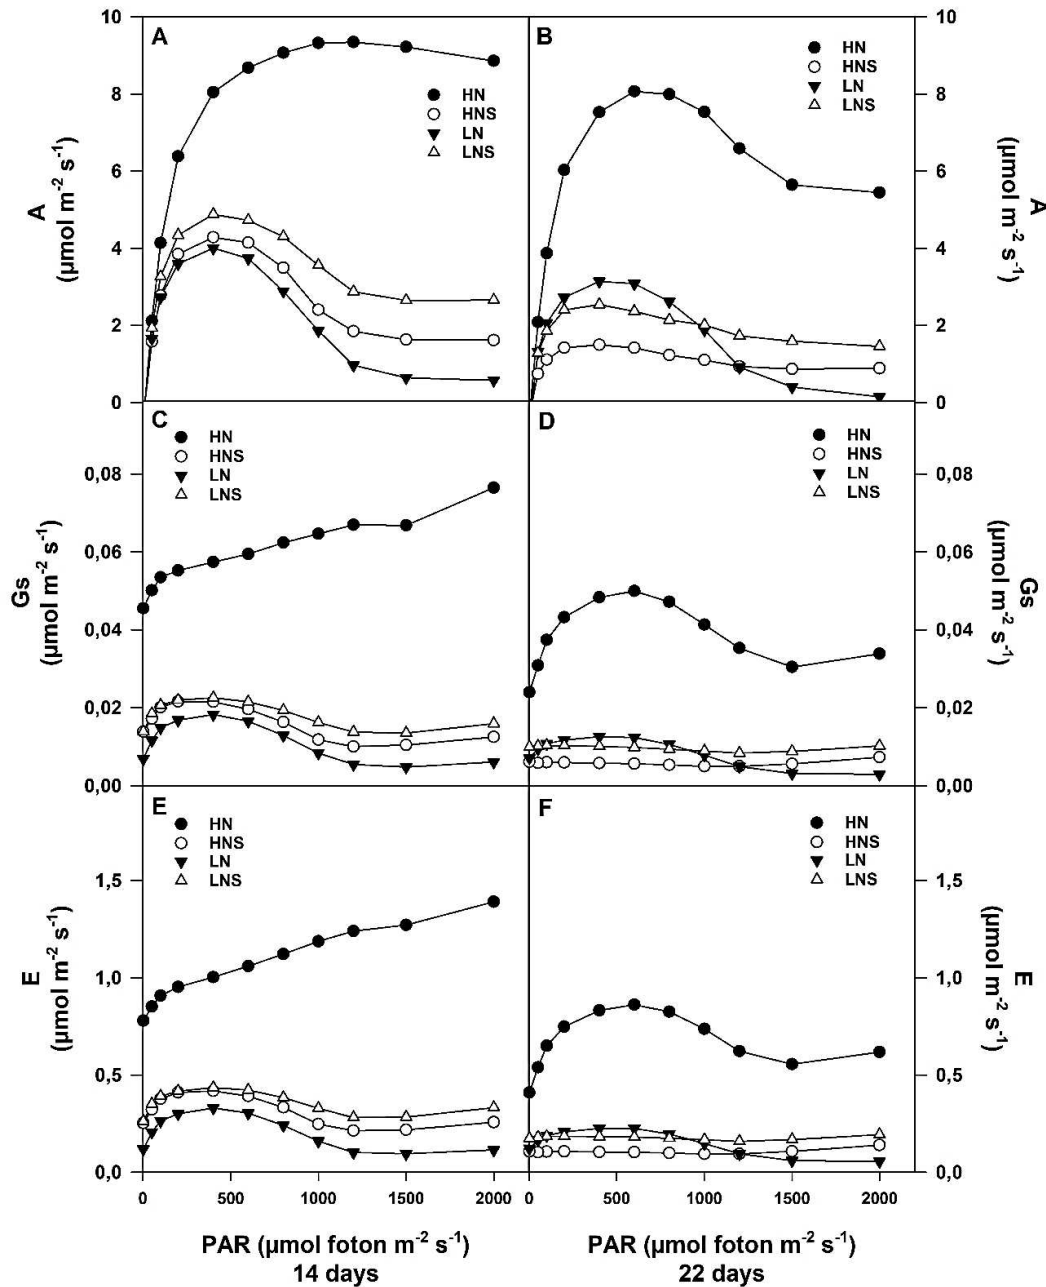 A
HN
HNS
LN
LNS
10
8
6
4
2
0
A
(µmol m-2 s-1)
B
HN
HNS
LN
LNS
10
8
6
4
2
0
A
(µmol m-2 s-1)
C
HN
HNS
LN
LNS
0,08
0,06
0,04
0,02
0,00
Gs
(µmol m-2 s-1)
D
HN
HNS
LN
LNS
0,08
0,06
0,04
0,02
0,00
Gs
(µmol m-2 s-1)
E
HN
HNS
LN
LNS
1,5
1,0
0,5
0,0
E
(µmol m-2 s-1)
0 500 1000 1500 2000
PAR (µmol foton m-2 s-1)
14 days
F
HN
HNS
LN
LNS
1,5
1,0
0,5
0,0
E
(µmol m-2 s-1)
0 500 1000 1500 2000
PAR (µmol foton m-2 s-1)
22 days